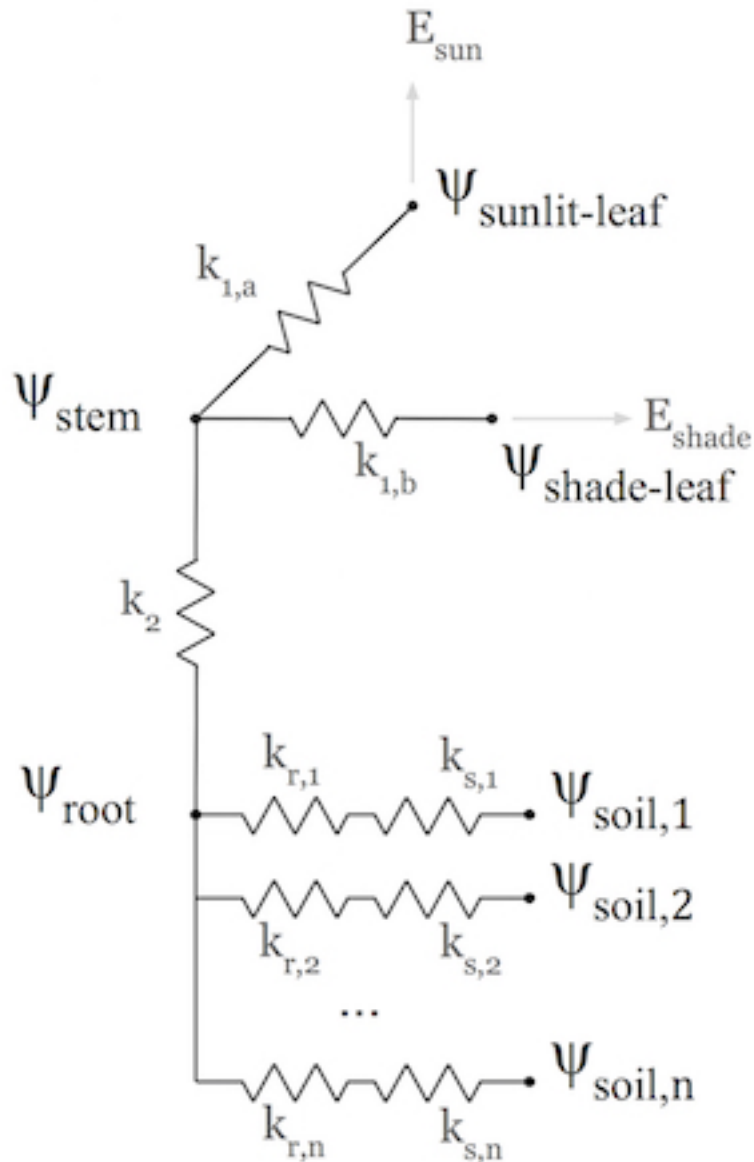 E_sun
ψ_sunlit-leaf
k_1,a
ψ_stem
E_shade
k_1,b
ψ_shade-leaf
k_2
k_r,1
k_s,1
ψ_root
ψ_soil,1
ψ_soil,2
k_r,2
k_s,2
...
ψ_soil,n
k_r,n
k_s,n